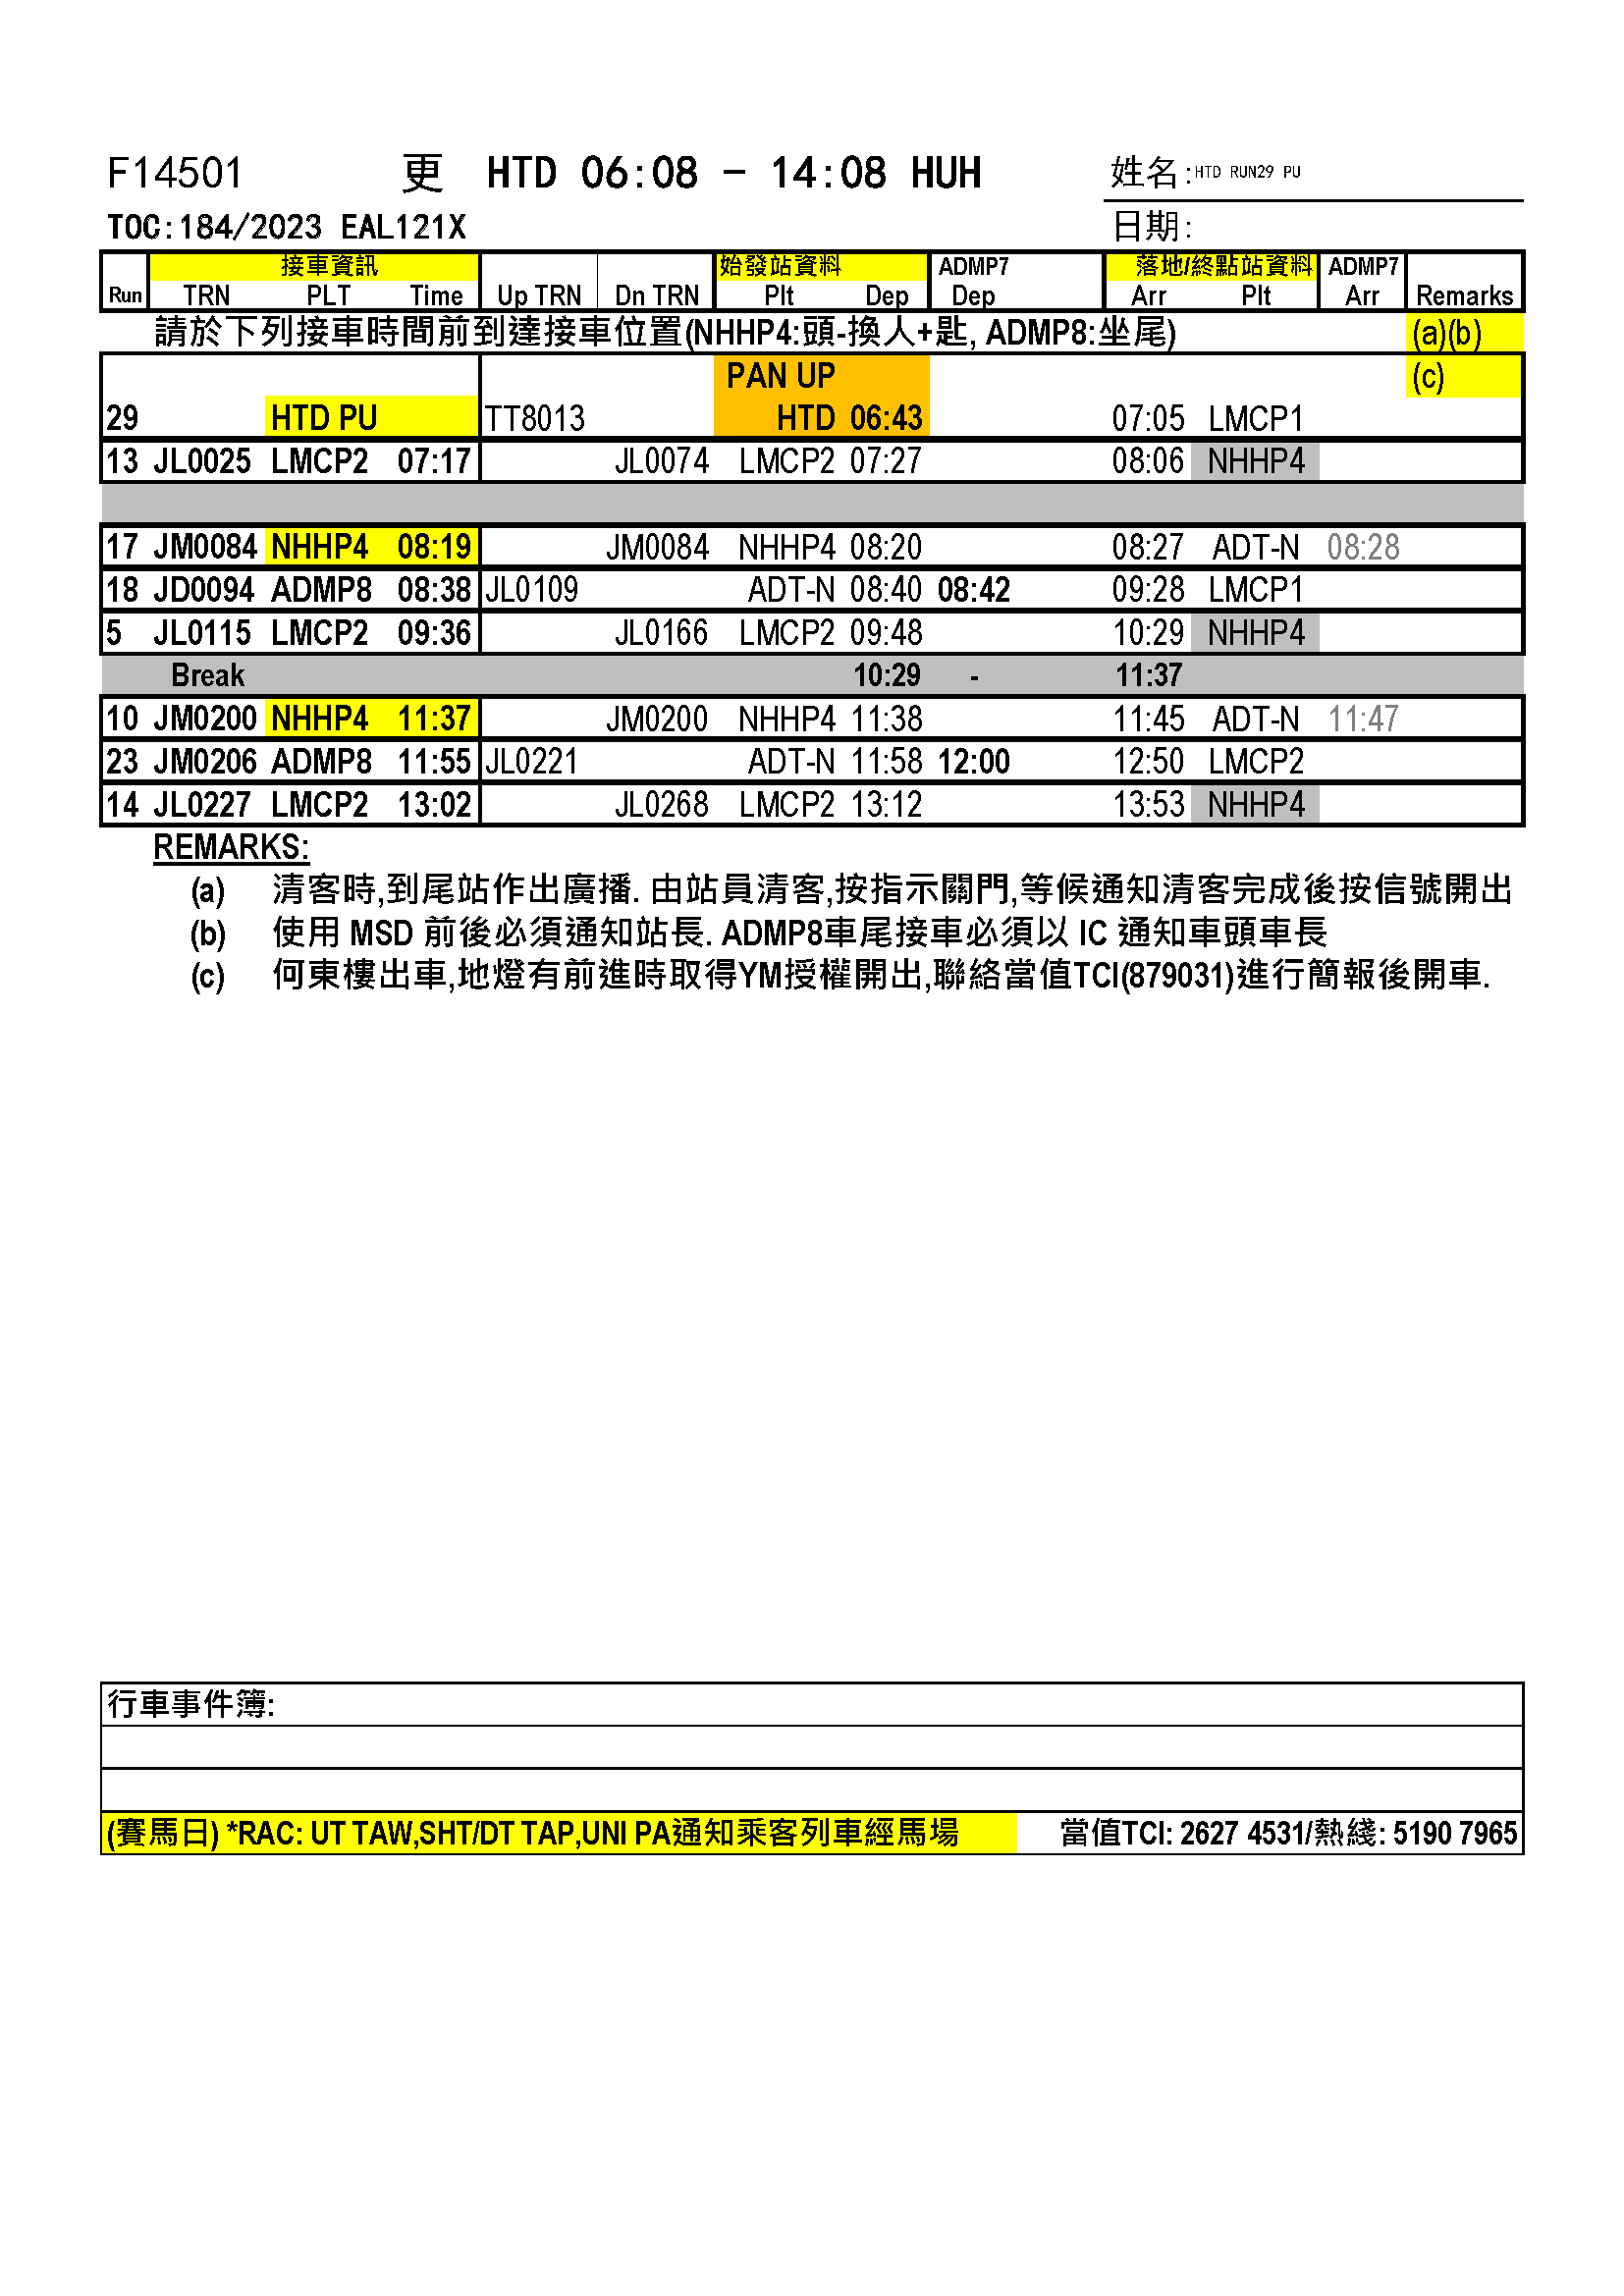 F14501 更 HTD 06:08 - 14:08 HUH 姓名:HTD RUN29 PU
TOC:184/2023 EAL121X 日期:
接車資訊 始發站資料 ADMP7 落地/終點站資料 ADMP7
Run TRN PLT Time Up TRN Dn TRN Plt Dep Dep Arr Plt Arr Remarks
請於下列接車時間前到達接車位置(NHHP4:頭-換人+匙, ADMP8:坐尾) (a)(b)
PAN UP (c)
29 HTD PU TT8013 HTD 06:43 07:05 LMCP1
13 JL0025 LMCP2 07:17 JL0074 LMCP2 07:27 08:06 NHHP4
17 JM0084 NHHP4 08:19 JM0084 NHHP4 08:20 08:27 ADT-N 08:28
18 JD0094 ADMP8 08:38 JL0109 ADT-N 08:40 08:42 09:28 LMCP1
5 JL0115 LMCP2 09:36 JL0166 LMCP2 09:48 10:29 NHHP4
Break 10:29 - 11:37
10 JM0200 NHHP4 11:37 JM0200 NHHP4 11:38 11:45 ADT-N 11:47
23 JM0206 ADMP8 11:55 JL0221 ADT-N 11:58 12:00 12:50 LMCP2
14 JL0227 LMCP2 13:02 JL0268 LMCP2 13:12 13:53 NHHP4
REMARKS:
(a) 清客時,到尾站作出廣播. 由站員清客,按指示關門,等候通知清客完成後按信號開出
(b) 使用 MSD 前後必須通知站長. ADMP8車尾接車必須以 IC 通知車頭車長
(c) 何東樓出車,地燈有前進時取得YM授權開出,聯絡當值TCI(879031)進行簡報後開車.
行車事件簿:
(賽馬日) *RAC: UT TAW,SHT/DT TAP,UNI PA通知乘客列車經馬場 當值TCI: 2627 4531/熱綫: 5190 7965